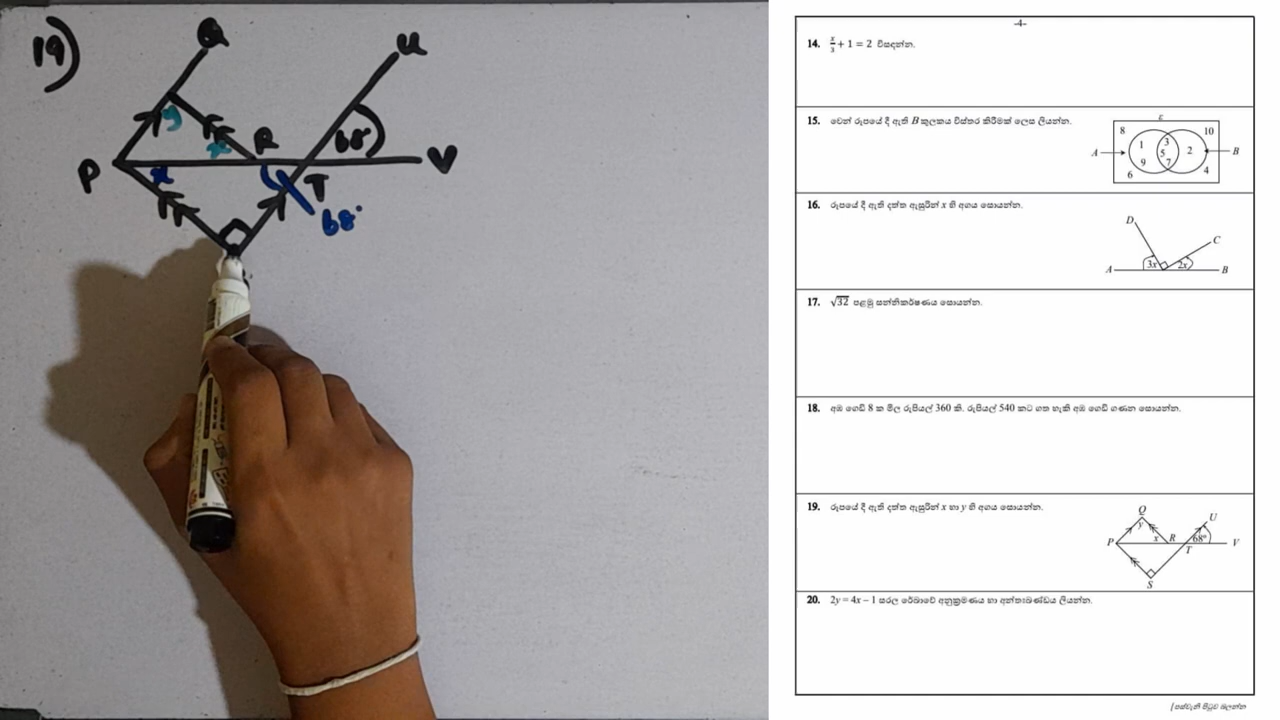 19)
Q
U
y
R
x
68°
V
P
x
T
68°
-4-
14. x/3 + 1 = 2 විසඳන්න.
15. වෙන් රූපයේ දී ඇති B කුලකය විස්තර කිරීමක් ලෙස ලියන්න.
ε
8
10
1
3
A
5
2
B
9
7
4
6
16. රූපයේ දී ඇති දත්ත ඇසුරින් x හි අගය සොයන්න.
D
C
3x
2x
A
B
17. √32 පළමු සන්නිකර්ෂණය සොයන්න.
18. අඹ ගෙඩි 8 ක මිල රුපියල් 360 කි. රුපියල් 540 කට ගත හැකි අඹ ගෙඩි ගණන සොයන්න.
19. රූපයේ දී ඇති දත්ත ඇසුරින් x හා y හි අගය සොයන්න.
Q
U
y
P
x
R
68°
V
T
S
20. 2y = 4x – 1 සරල රේඛාවේ අනුක්‍රමණය හා අන්තඃඛණ්ඩය ලියන්න.
[පස්වැනි පිටුව බලන්න